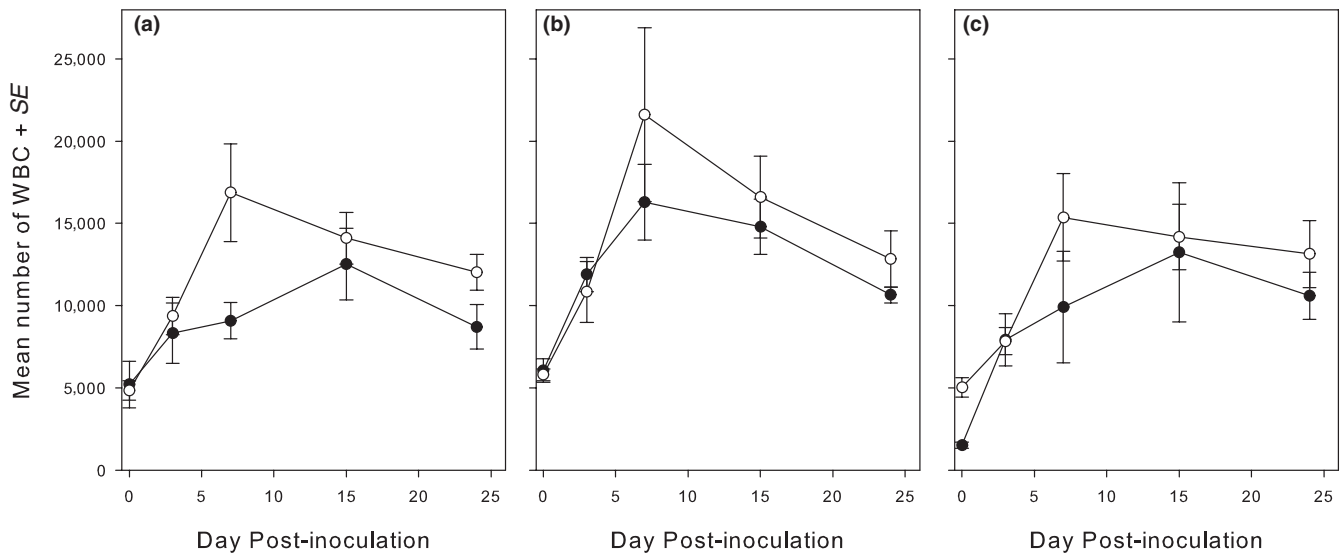 (a) (b) (c)
25,000
20,000
15,000
10,000
5,000
0
Mean number of WBC + SE
0 5 10 15 20 25 0 5 10 15 20 25 0 5 10 15 20 25
Day Post-inoculation Day Post-inoculation Day Post-inoculation